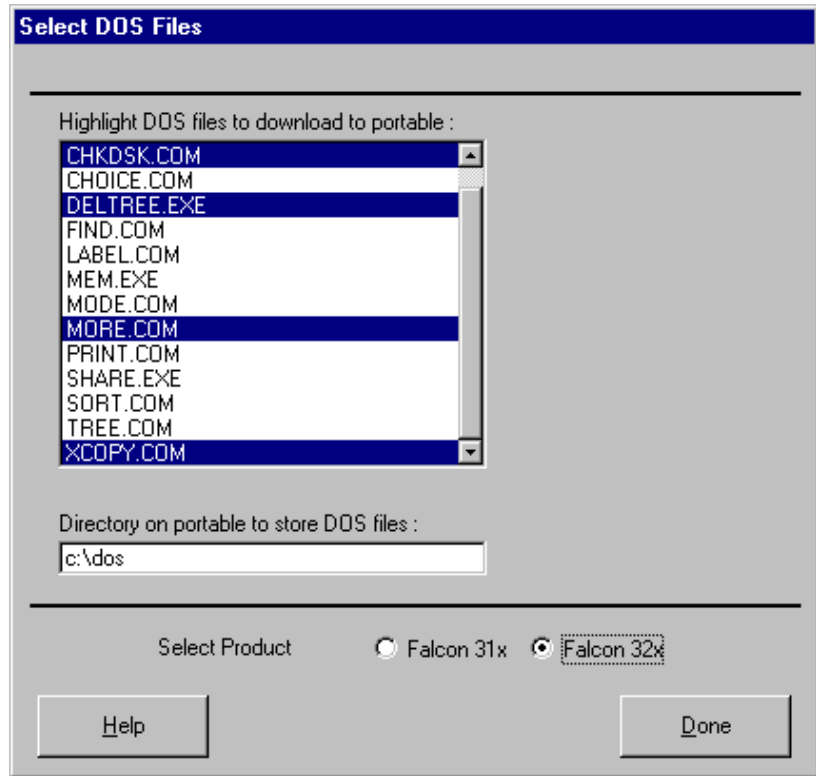 Select DOS Files
Highlight DOS files to download to portable :
CHKDSK.COM
CHOICE.COM
DELTREE.EXE
FIND.COM
LABEL.COM
MEM.EXE
MODE.COM
MORE.COM
PRINT.COM
SHARE.EXE
SORT.COM
TREE.COM
XCOPY.COM
Directory on portable to store DOS files :
c:\dos
Select Product Falcon 31x Falcon 32x
Help Done